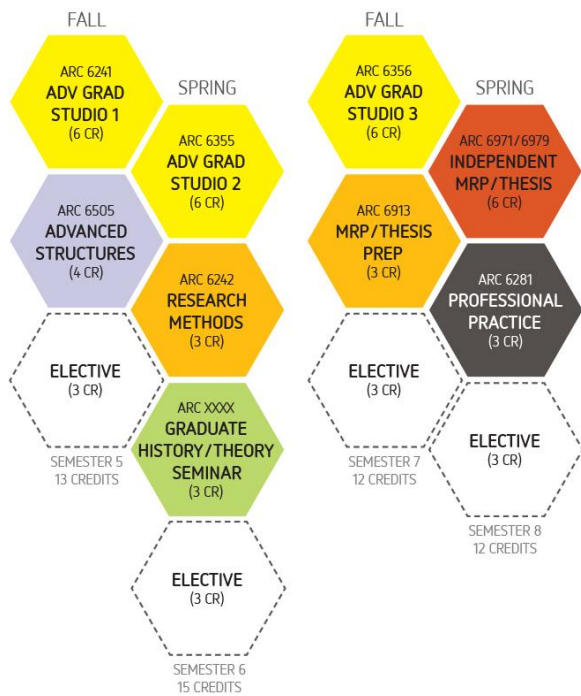 FALL
ARC 6241
ADV GRAD
STUDIO 1
(6 CR)
ARC 6505
ADVANCED
STRUCTURES
(4 CR)
ELECTIVE
(3 CR)
SEMESTER 5
13 CREDITS
SPRING
ARC 6355
ADV GRAD
STUDIO 2
(6 CR)
ARC 6242
RESEARCH
METHODS
(3 CR)
ARC XXXX
GRADUATE
HISTORY/THEORY
SEMINAR
(3 CR)
ELECTIVE
(3 CR)
SEMESTER 6
15 CREDITS
FALL
ARC 6356
ADV GRAD
STUDIO 3
(6 CR)
ARC 6913
MRP/THESIS
PREP
(3 CR)
ELECTIVE
(3 CR)
SEMESTER 7
12 CREDITS
SPRING
ARC 6971/6979
INDEPENDENT
MRP/THESIS
(6 CR)
ARC 6281
PROFESSIONAL
PRACTICE
(3 CR)
ELECTIVE
(3 CR)
SEMESTER 8
12 CREDITS